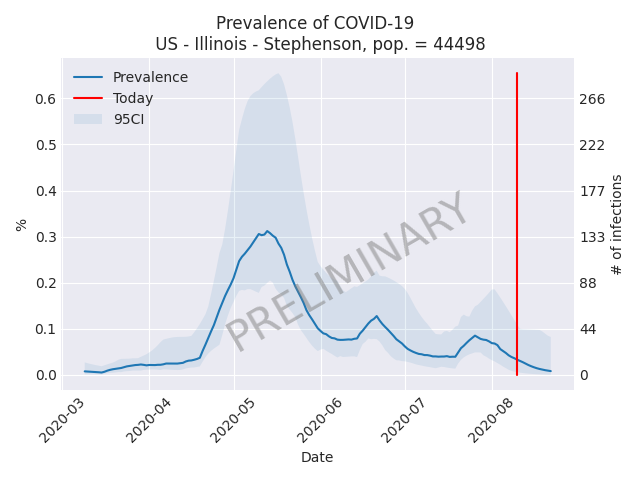 Prevalence of COVID-19
US - Illinois - Stephenson, pop. = 44498
Prevalence
Today
95CI
%
0.6
0.5
0.4
0.3
0.2
0.1
0.0
266
222
177
133
88
44
0
# of infections
PRELIMINARY
2020-03
2020-04
2020-05
2020-06
2020-07
2020-08
Date